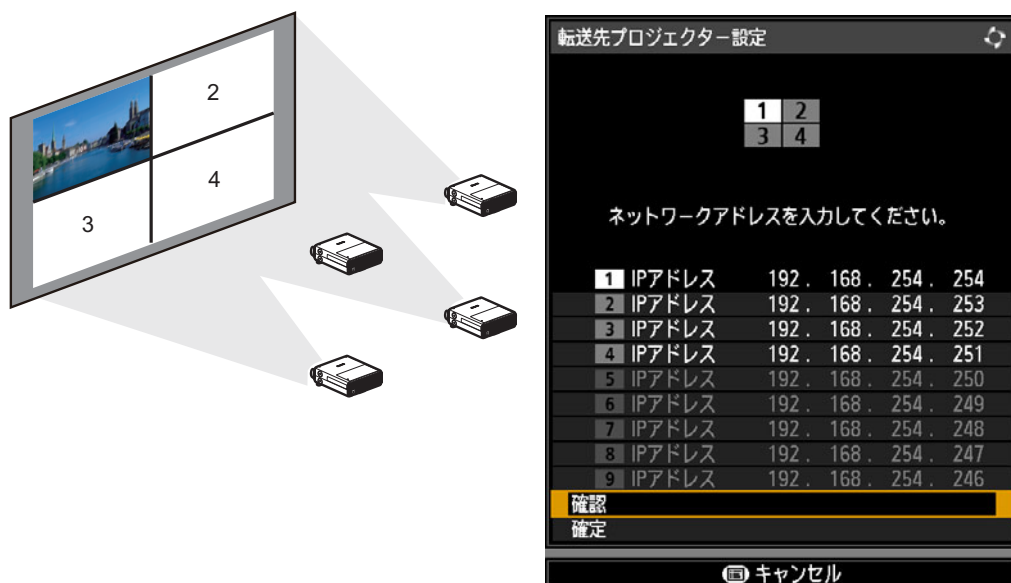 2
4
3
転送先プロジェクター設定
1 2
3 4
ネットワークアドレスを入力してください。
1 IPアドレス 192. 168. 254. 254
2 IPアドレス 192. 168. 254. 253
3 IPアドレス 192. 168. 254. 252
4 IPアドレス 192. 168. 254. 251
5 IPアドレス 192. 168. 254. 250
6 IPアドレス 192. 168. 254. 249
7 IPアドレス 192. 168. 254. 248
8 IPアドレス 192. 168. 254. 247
9 IPアドレス 192. 168. 254. 246
確認
確定
キャンセル